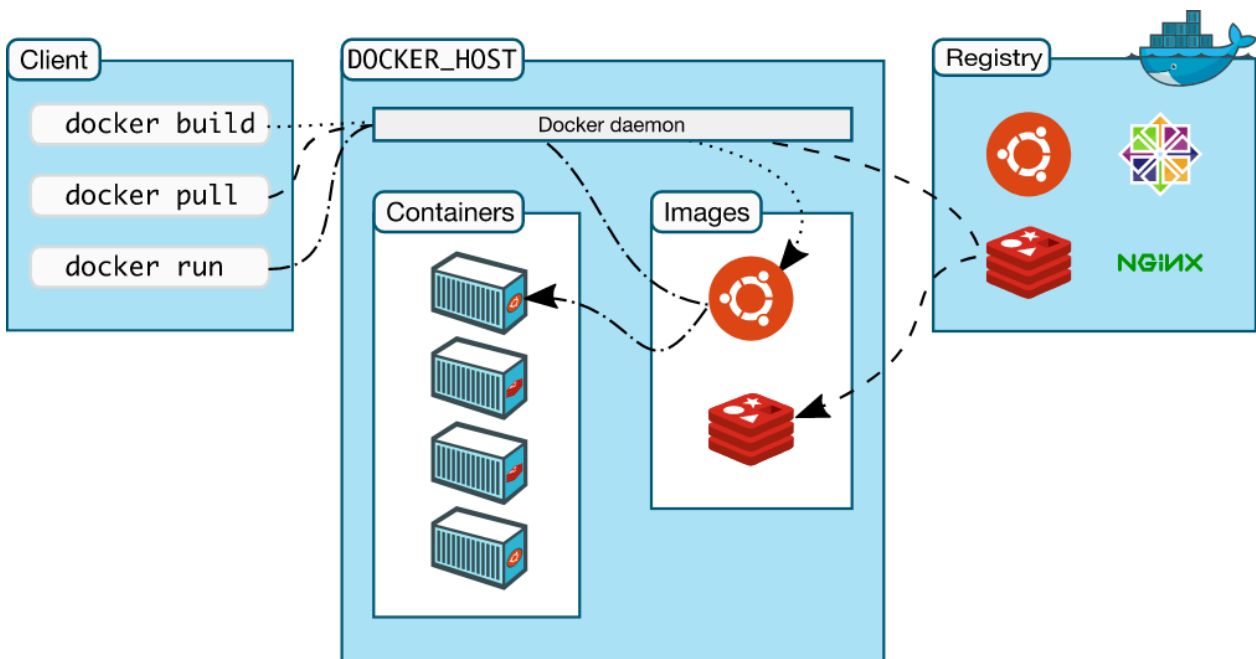 Client
docker build
docker pull
docker run
DOCKER_HOST
Docker daemon
Containers
Images
Registry
NGiNX